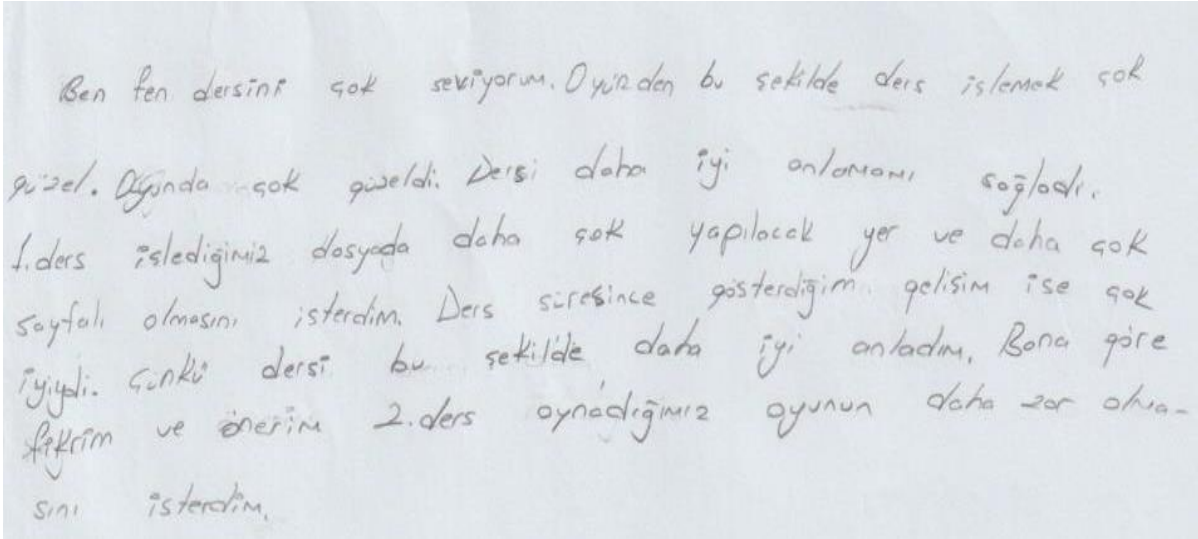 Ben fen dersini çok seviyorum. O yüzden bu şekilde ders işlemek çok
güzel. Oyunda çok güzeldi. Dersi daha iyi anlamamı sağladı.
1.ders işlediğimiz dosyada daha çok yapılacak yer ve daha çok
sayfalı olmasını isterdim. Ders süresince gösterdiğim gelişim ise çok
iyiydi. Çünkü dersi bu şekilde daha iyi anladım. Bana göre
fikrim ve önerim 2.ders oynadığımız oyunun daha zor olma-
sını isterdim.